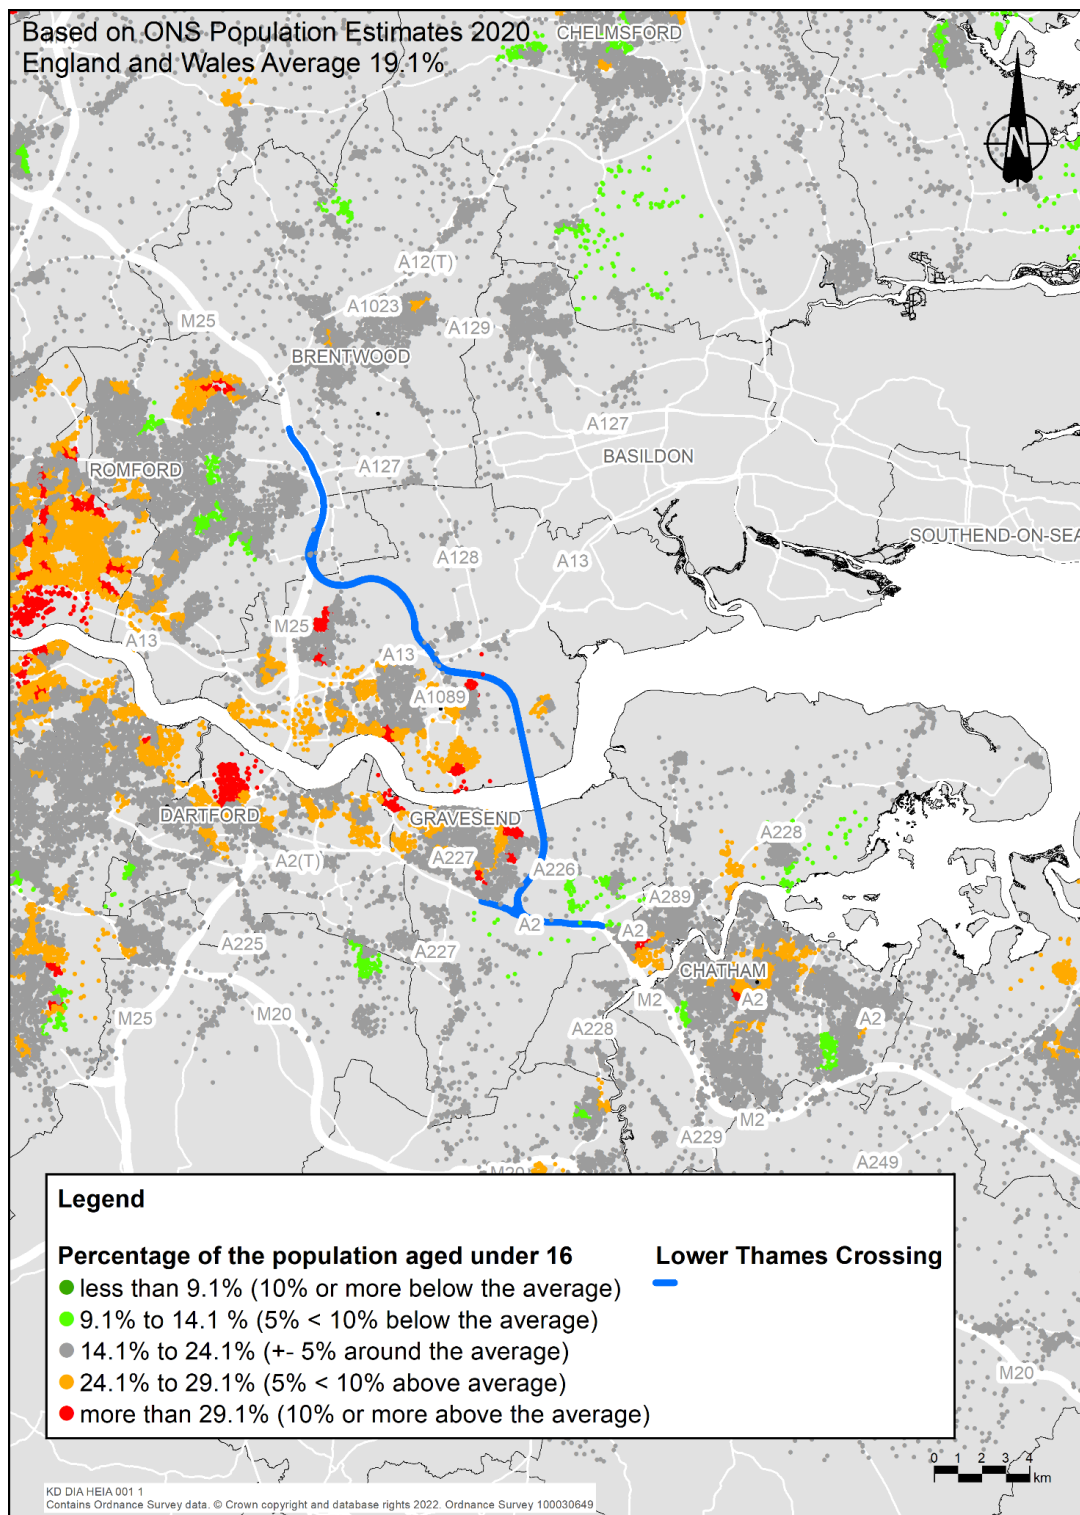 Based on ONS Population Estimates 2020
England and Wales Average 19.1%
CHELMSFORD
N
A12(T)
A1023
M25
A129
BRENTWOOD
A127
BASILDON
A127
ROMFORD
SOUTHEND-ON-SEA
A128
A13
M25
A13
A13
A1089
DARTFORD
GRAVESEND
A228
A2(T)
A227
A226
A289
A2
A2
A225
A227
CHATHAM
M2
A2
M25
M20
A228
A2
M2
A229
M20
A249
Legend
Percentage of the population aged under 16
Lower Thames Crossing
less than 9.1% (10% or more below the average)
9.1% to 14.1 % (5% < 10% below the average)
14.1% to 24.1% (+- 5% around the average)
24.1% to 29.1% (5% < 10% above average)
more than 29.1% (10% or more above the average)
M20
0 1 2 3 4
km
KD DIA HEIA 001 1
Contains Ordnance Survey data. © Crown copyright and database rights 2022. Ordnance Survey 100030649